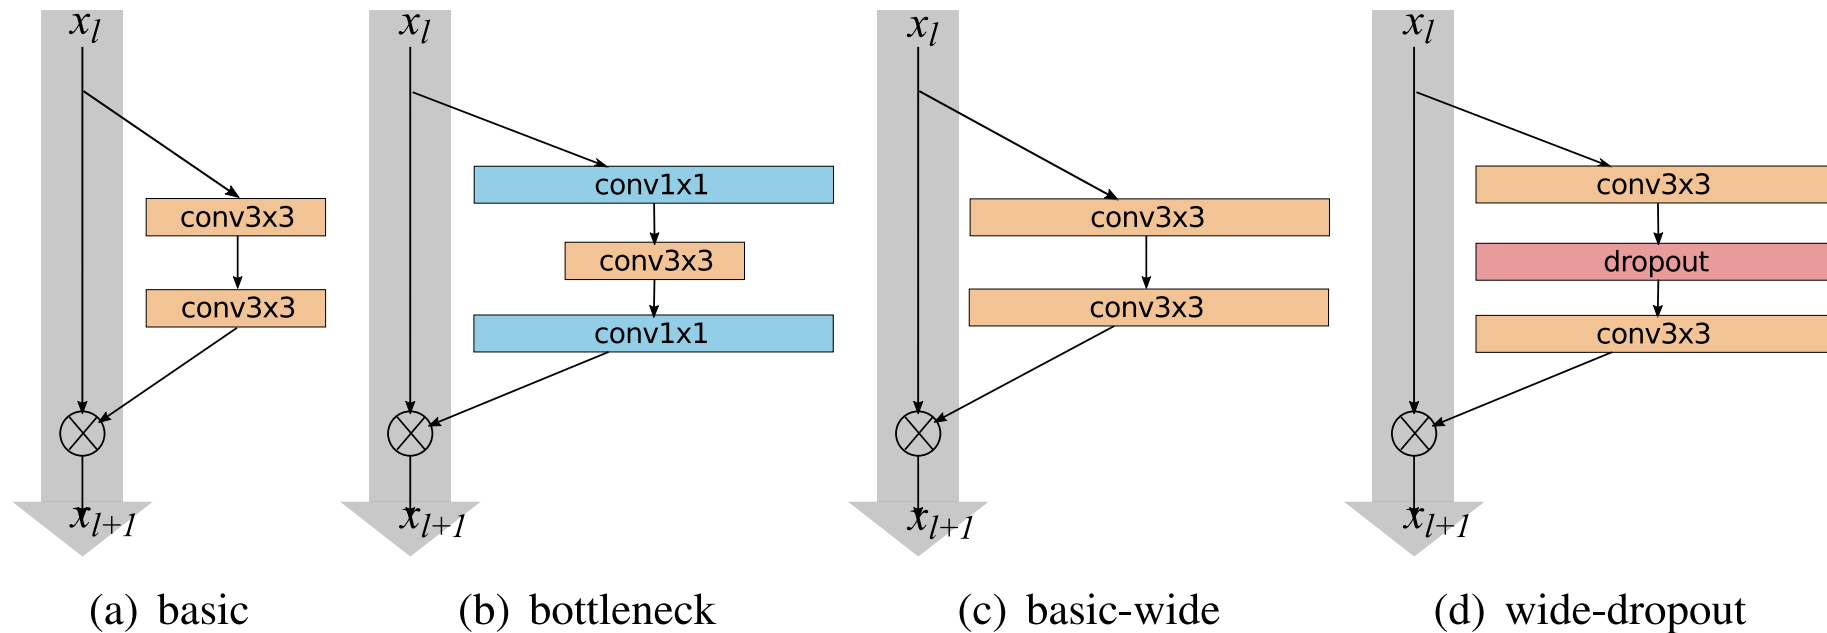 x_l
conv3x3
conv3x3
x_{l+1}
(a) basic
x_l
conv1x1
conv3x3
conv1x1
x_{l+1}
(b) bottleneck
x_l
conv3x3
conv3x3
x_{l+1}
(c) basic-wide
x_l
conv3x3
dropout
conv3x3
x_{l+1}
(d) wide-dropout